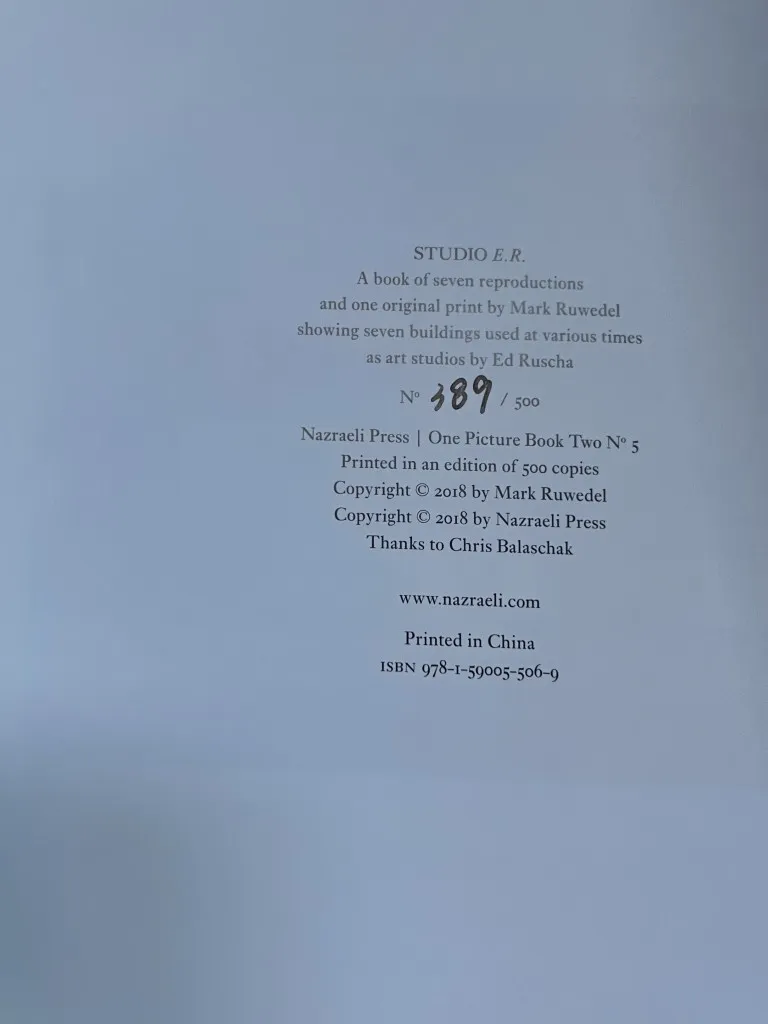 STUDIO E.R.
A book of seven reproductions
and one original print by Mark Ruwedel
showing seven buildings used at various times
as art studios by Ed Ruscha
Nº 389 / 500
Nazraeli Press | One Picture Book Two Nº 5
Printed in an edition of 500 copies
Copyright © 2018 by Mark Ruwedel
Copyright © 2018 by Nazraeli Press
Thanks to Chris Balaschak
www.nazraeli.com
Printed in China
ISBN 978-1-59005-506-9